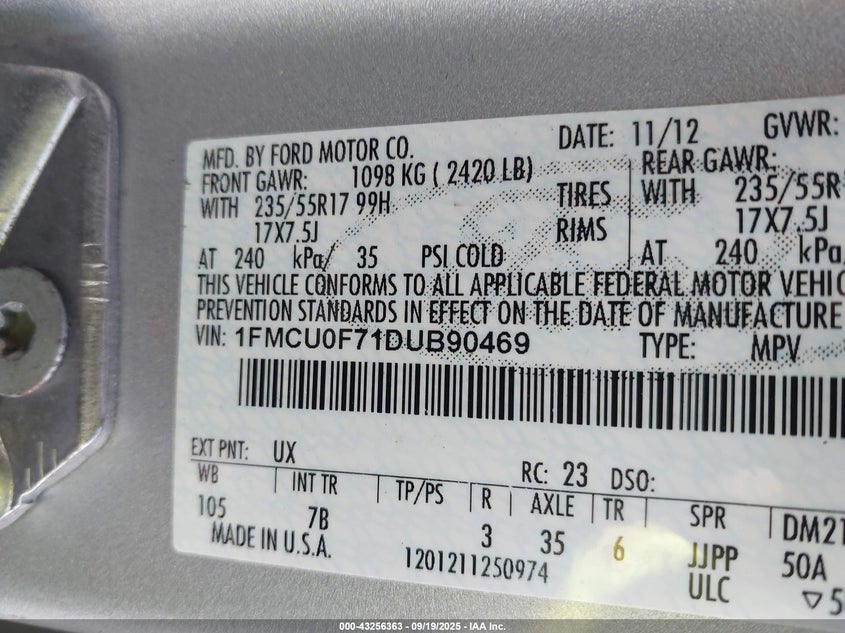 MFD. BY FORD MOTOR CO. DATE: 11/12 GVWR:
FRONT GAWR: 1098 KG ( 2420 LB) REAR GAWR:
WITH 235/55R17 99H TIRES WITH 235/55R17
17X7.5J RIMS 17X7.5J
AT 240 kPa/ 35 PSI COLD AT 240 kPa/
THIS VEHICLE CONFORMS TO ALL APPLICABLE FEDERAL MOTOR VEHIC
PREVENTION STANDARDS IN EFFECT ON THE DATE OF MANUFACTURE
VIN: 1FMCU0F71DUB90469 TYPE: MPV
EXT PNT: UX RC: 23 DSO:
WB INT TR TP/PS R AXLE TR SPR DM21
105 7B 3 35 6 JJPP 50A
MADE IN U.S.A. 1201211250974 ULC ▽5
000-43256363 - 09/19/2025 - IAA Inc.